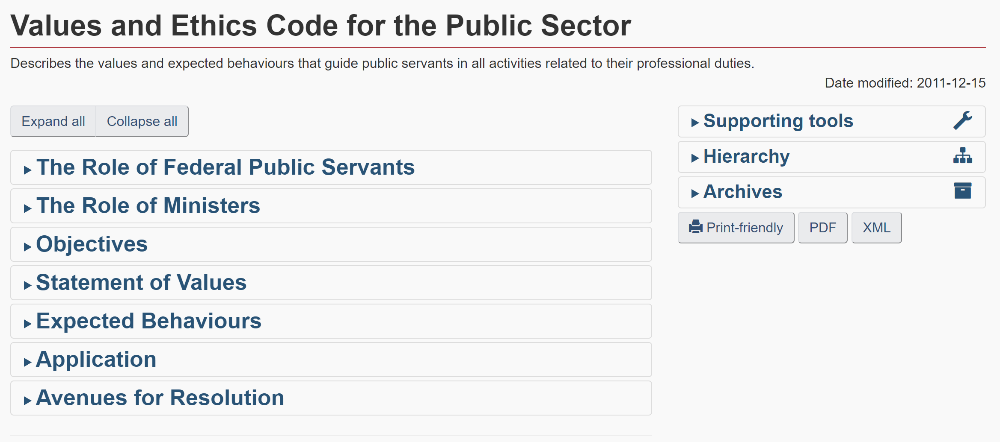 Values and Ethics Code for the Public Sector
Describes the values and expected behaviours that guide public servants in all activities related to their professional duties.
Date modified: 2011-12-15
Expand all Collapse all
The Role of Federal Public Servants
The Role of Ministers
Objectives
Statement of Values
Expected Behaviours
Application
Avenues for Resolution
Supporting tools
Hierarchy
Archives
Print-friendly PDF XML